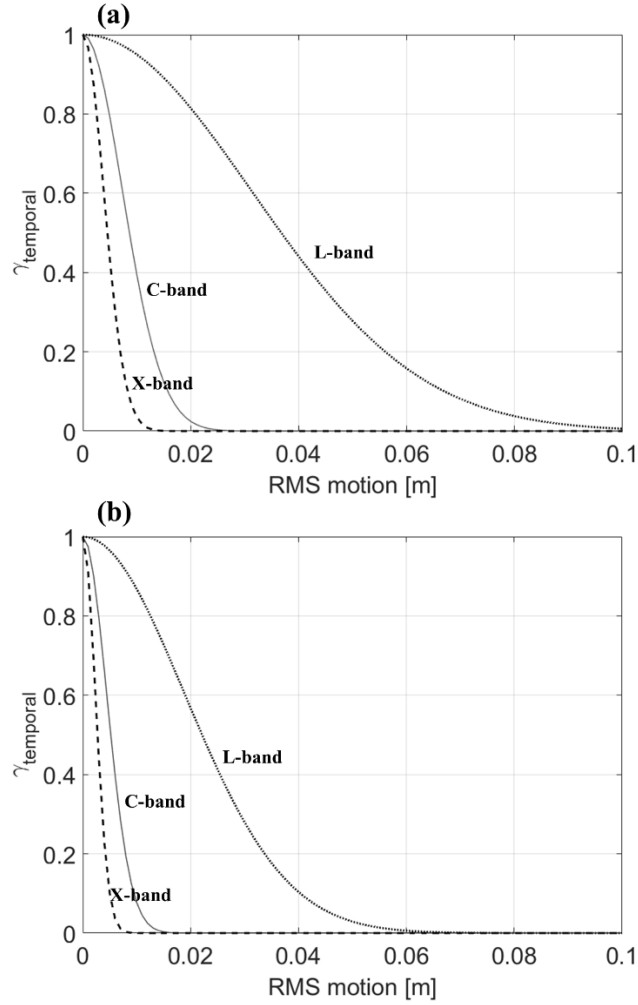 (a)
1
0.8
0.6
0.4
0.2
0
γtemporal
L-band
C-band
X-band
0 0.02 0.04 0.06 0.08 0.1
RMS motion [m]
(b)
1
0.8
0.6
0.4
0.2
0
γtemporal
L-band
C-band
X-band
0 0.02 0.04 0.06 0.08 0.1
RMS motion [m]